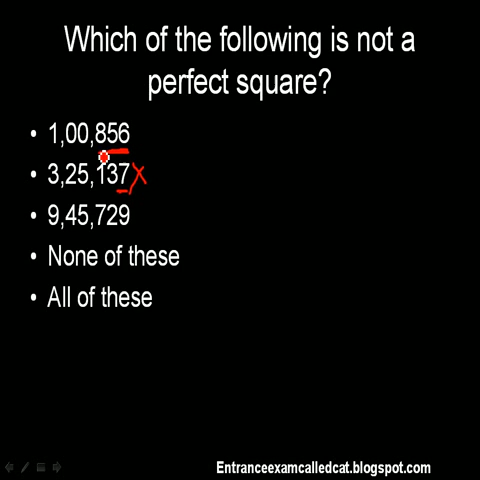 Which of the following is not a
perfect square?
• 1,00,856
• 3,25,137 X
• 9,45,729
• None of these
• All of these
Entranceexamcalledcat.blogspot.com